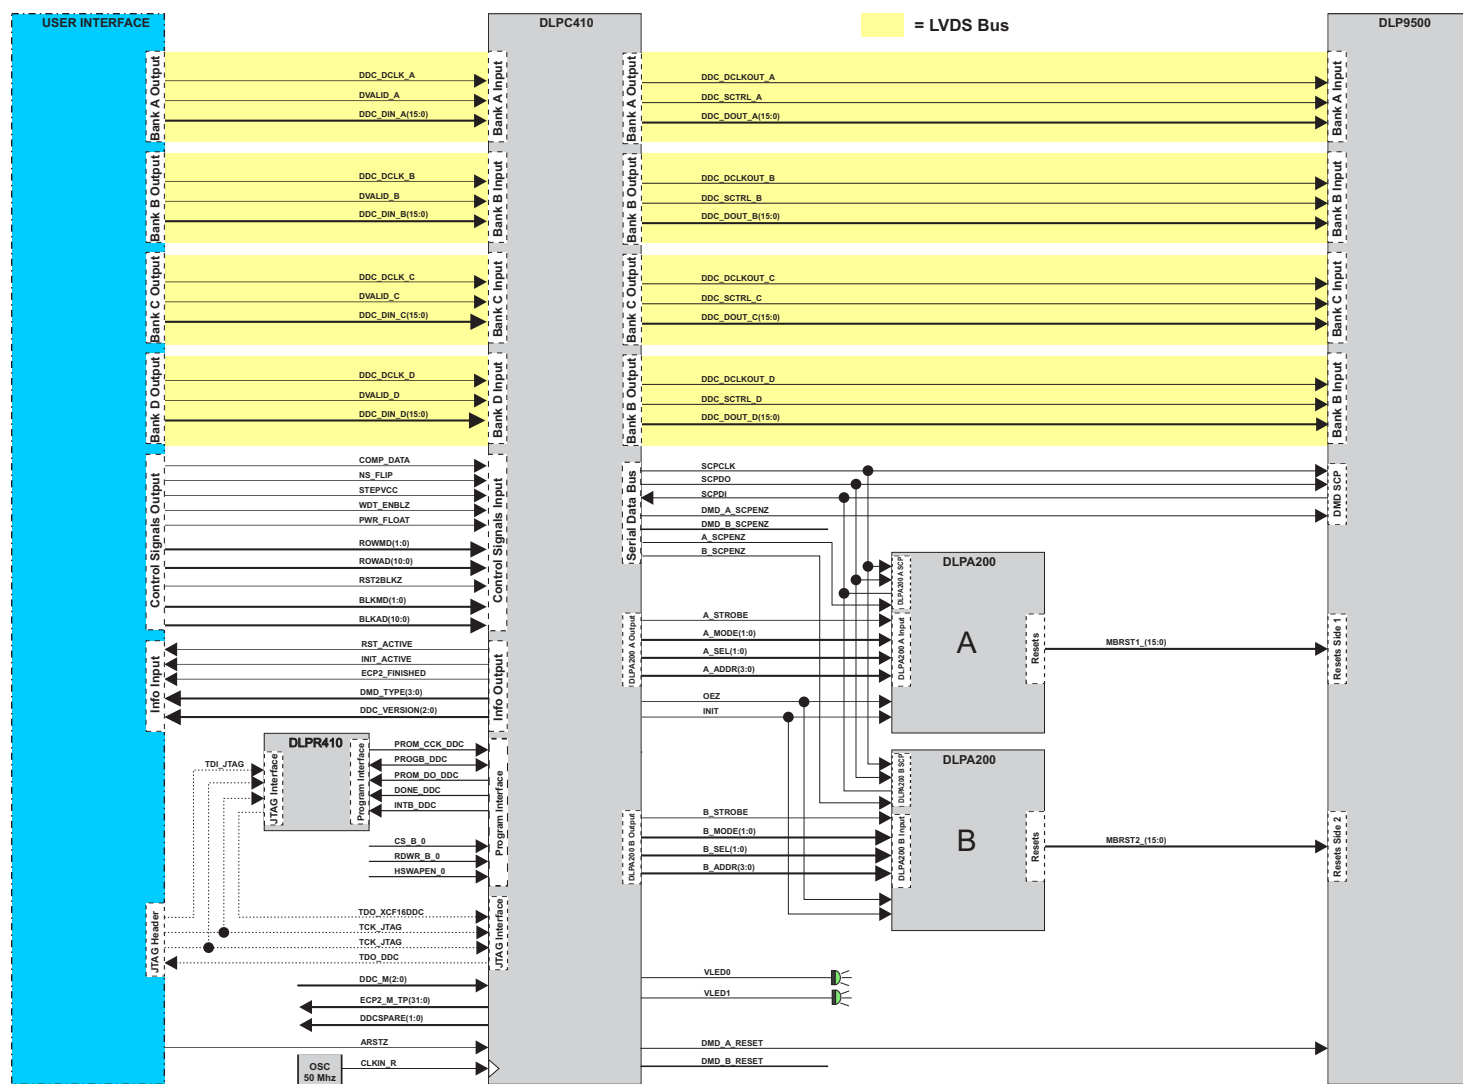 USER INTERFACE
DLPC410
= LVDS Bus
DLP9500
Bank A Output
DDC_DCLK_A
DVALID_A
DDC_DIN_A(15:0)
Bank A Input
Bank A Output
DDC_DCLKOUT_A
DDC_SCTRL_A
DDC_DOUT_A(15:0)
Bank A Input
Bank B Output
DDC_DCLK_B
DVALID_B
DDC_DIN_B(15:0)
Bank B Input
Bank B Output
DDC_DCLKOUT_B
DDC_SCTRL_B
DDC_DOUT_B(15:0)
Bank B Input
Bank C Output
DDC_DCLK_C
DVALID_C
DDC_DIN_C(15:0)
Bank C Input
Bank C Output
DDC_DCLKOUT_C
DDC_SCTRL_C
DDC_DOUT_C(15:0)
Bank C Input
Bank D Output
DDC_DCLK_D
DVALID_D
DDC_DIN_D(15:0)
Bank D Input
Bank B Output
DDC_DCLKOUT_D
DDC_SCTRL_D
DDC_DOUT_D(15:0)
Bank B Input
Control Signals Output
COMP_DATA
NS_FLIP
STEPVCC
WDT_ENBLZ
PWR_FLOAT
ROWMD(1:0)
ROWAD(10:0)
RST2BLKZ
BLKMD(1:0)
BLKAD(10:0)
Control Signals Input
Serial Data Bus
SCPCLK
SCPDO
SCPDI
DMD_A_SCPENZ
DMD_B_SCPENZ
A_SCPENZ
B_SCPENZ
DMD SCP
Info Input
RST_ACTIVE
INIT_ACTIVE
ECP2_FINISHED
DMD_TYPE(3:0)
DDC_VERSION(2:0)
Info Output
DLPA200 A Output
A_STROBE
A_MODE(1:0)
A_SEL(1:0)
A_ADDR(3:0)
OEZ
INIT
DLPA200
DLPA200 A SCP
DLPA200 A Input
A
Resets
MBRST1_(15:0)
Resets Side 1
DLPR410
TDI_JTAG
JTAG Interface
Program Interface
PROM_CCK_DDC
PROGB_DDC
PROM_DO_DDC
DONE_DDC
INTB_DDC
CS_B_0
RDWR_B_0
HSWAPEN_0
Program Interface
DLPA200 B Output
B_STROBE
B_MODE(1:0)
B_SEL(1:0)
B_ADDR(3:0)
DLPA200
DLPA200 B SCP
DLPA200 B Input
B
Resets
MBRST2_(15:0)
Resets Side 2
JTAG Header
TDO_XCF16DDC
TCK_JTAG
TCK_JTAG
TDO_DDC
JTAG Interface
DDC_M(2:0)
ECP2_M_TP(31:0)
DDCSPARE(1:0)
VLED0
VLED1
ARSTZ
OSC
50 Mhz
CLKIN_R
DMD_A_RESET
DMD_B_RESET